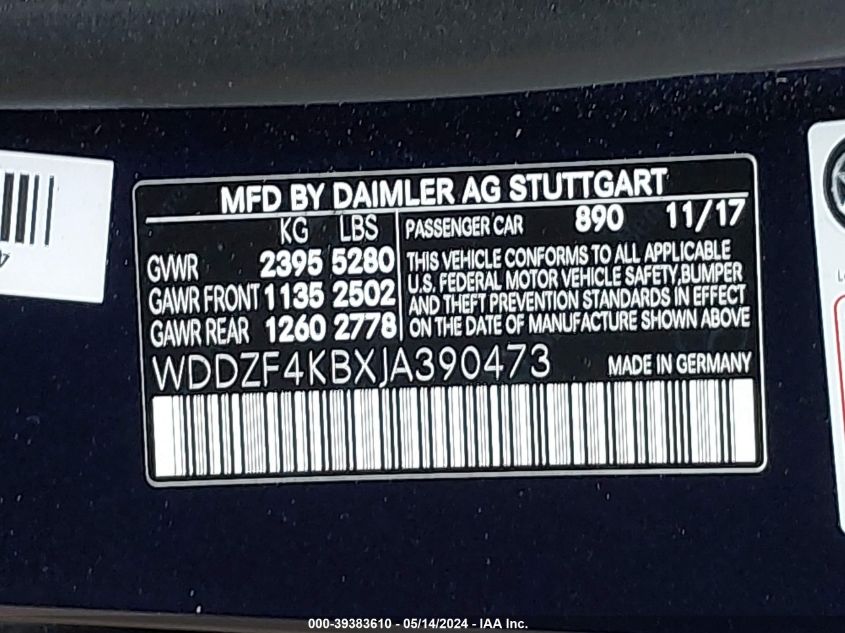 MFD BY DAIMLER AG STUTTGART
KG LBS
GVWR 2395 5280
GAWR FRONT 1135 2502
GAWR REAR 1260 2778
PASSENGER CAR 890 11/17
THIS VEHICLE CONFORMS TO ALL APPLICABLE
U.S. FEDERAL MOTOR VEHICLE SAFETY,BUMPER
AND THEFT PREVENTION STANDARDS IN EFFECT
ON THE DATE OF MANUFACTURE SHOWN ABOVE
WDDZF4KBXJA390473 MADE IN GERMANY
000-39383610 - 05/14/2024 - IAA Inc.